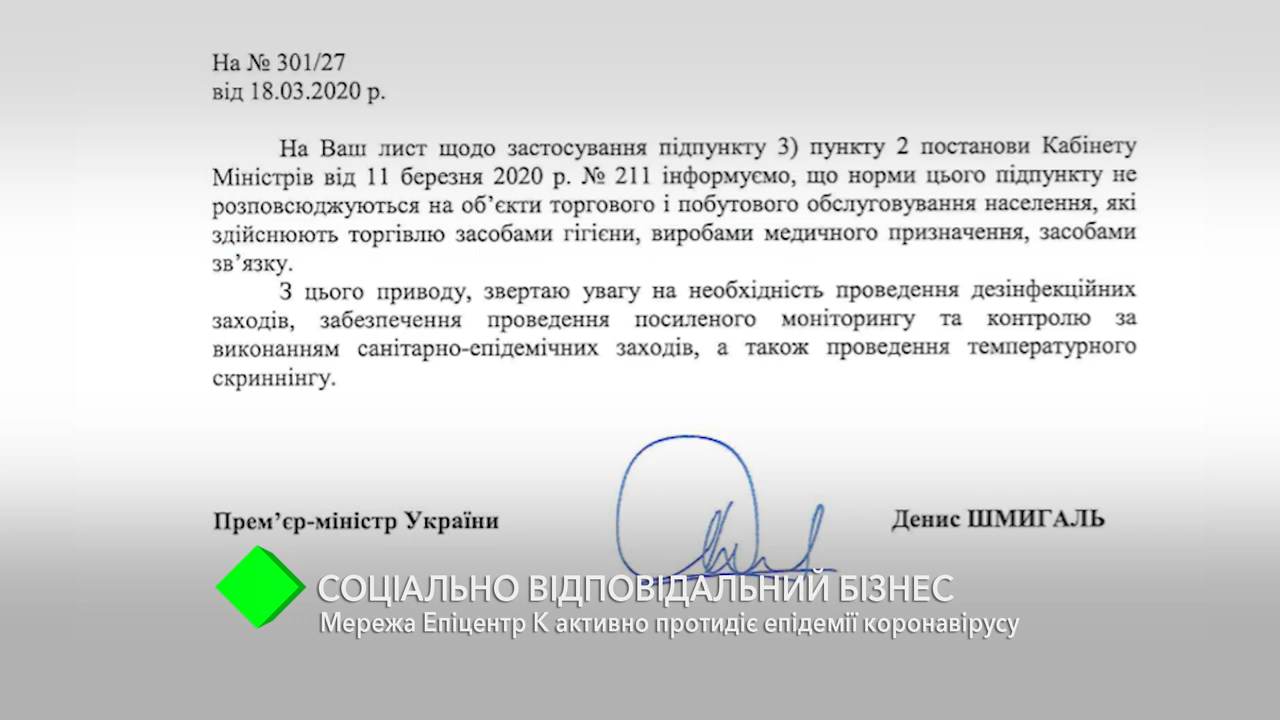 На № 301/27
від 18.03.2020 р.
На Ваш лист щодо застосування підпункту 3) пункту 2 постанови Кабінету
Міністрів від 11 березня 2020 р. № 211 інформуємо, що норми цього підпункту не
розповсюджуються на об’єкти торгового і побутового обслуговування населення, які
здійснюють торгівлю засобами гігієни, виробами медичного призначення, засобами
зв’язку.
З цього приводу, звертаю увагу на необхідність проведення дезінфекційних
заходів, забезпечення проведення посиленого моніторингу та контролю за
виконанням санітарно-епідемічних заходів, а також проведення температурного
скриннінгу.
Прем’єр-міністр України Денис ШМИГАЛЬ
СОЦІАЛЬНО ВІДПОВІДАЛЬНИЙ БІЗНЕС
Мережа Епіцентр К активно протидіє епідемії коронавірусу